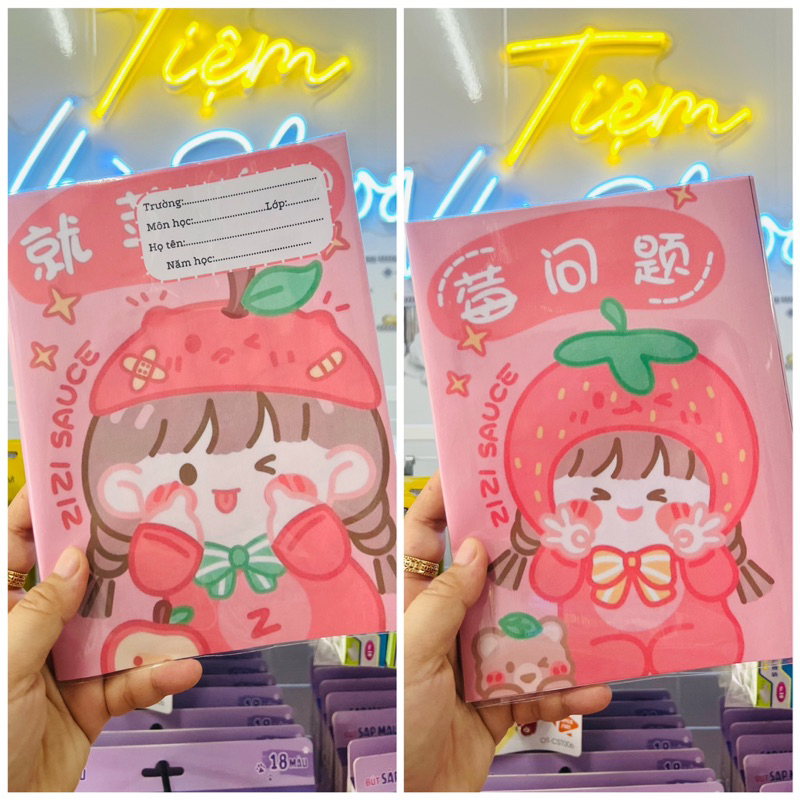 Tiệm
就
Trường:..............................
Môn học:....................Lớp:.........
Họ tên:..............................
Năm học:......................
ZIZI SAUCE
Z
18 MÀU
Tiệm
莓问题
ZIZI SAUCE